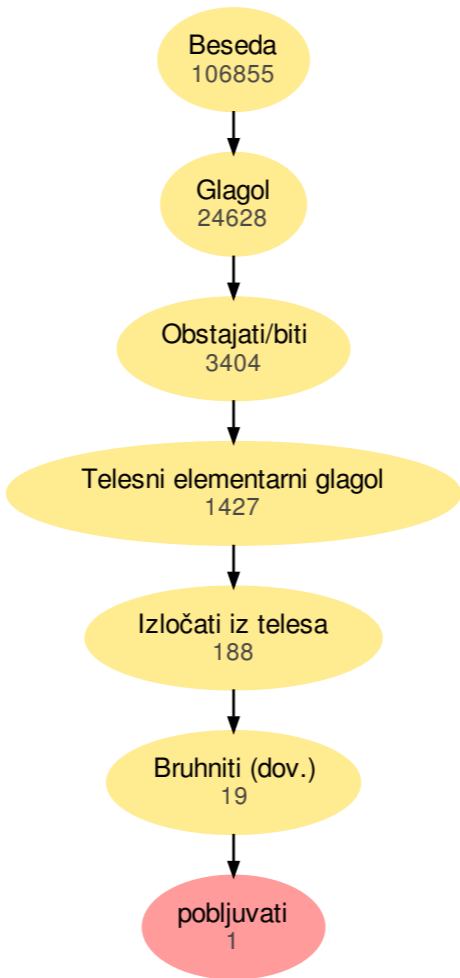 Beseda
106855
Glagol
24628
Obstajati/biti
3404
Telesni elementarni glagol
1427
Izločati iz telesa
188
Bruhniti (dov.)
19
pobljuvati
1